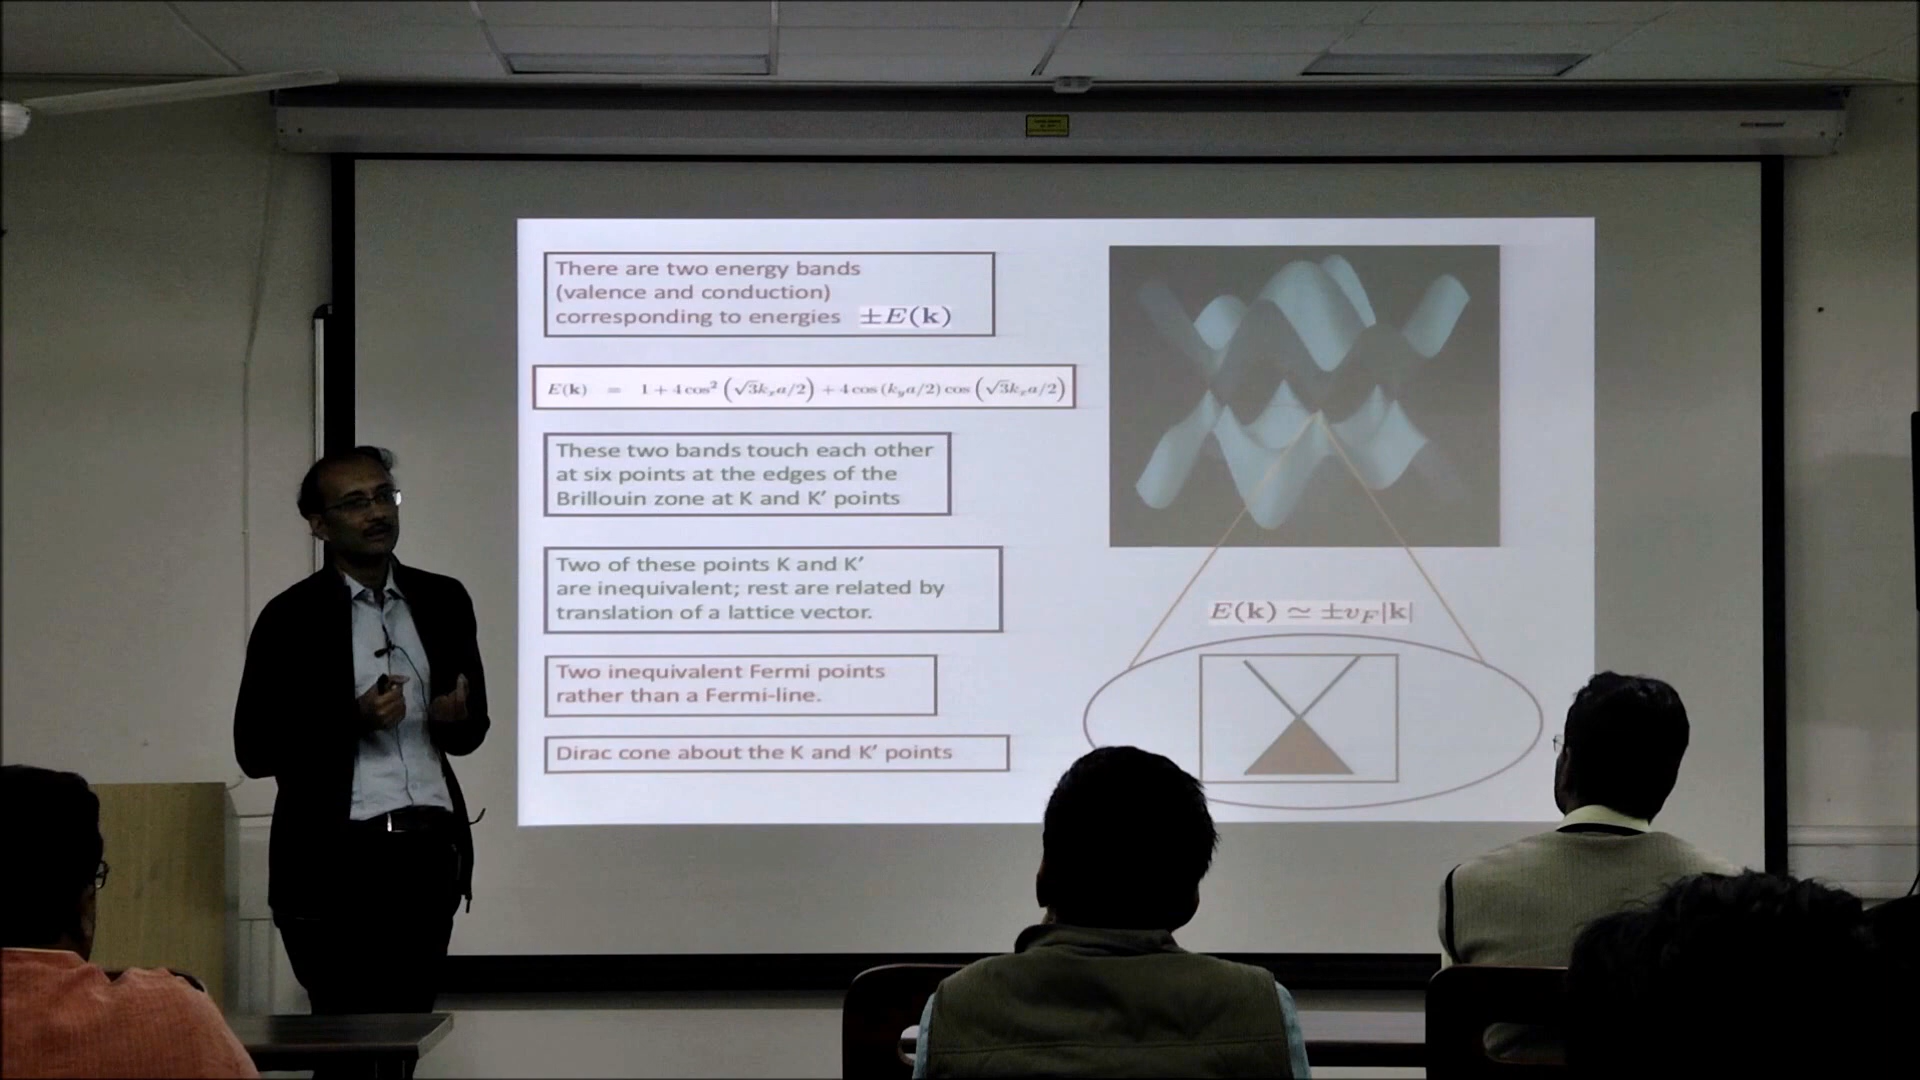 There are two energy bands
(valence and conduction)
corresponding to energies ±E(k)
E(k) = 1 + 4 cos² (√3kₓa/2) + 4 cos (k_y a/2) cos (√3kₓa/2)
These two bands touch each other
at six points at the edges of the
Brillouin zone at K and K′ points
Two of these points K and K′
are inequivalent; rest are related by
translation of a lattice vector.
Two inequivalent Fermi points
rather than a Fermi-line.
Dirac cone about the K and K′ points
E(k) ≃ ±v_F|k|